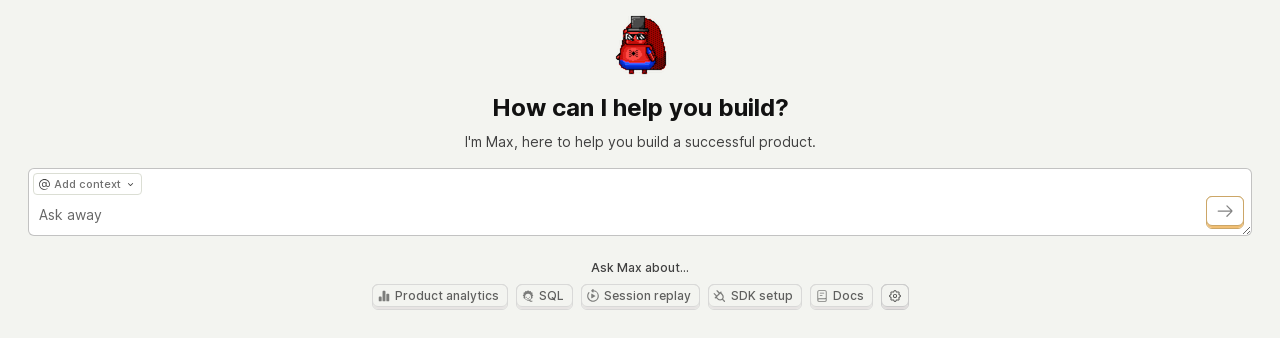 How can I help you build?
I'm Max, here to help you build a successful product.
@ Add context
Ask away
Ask Max about...
Product analytics
SQL
Session replay
SDK setup
Docs